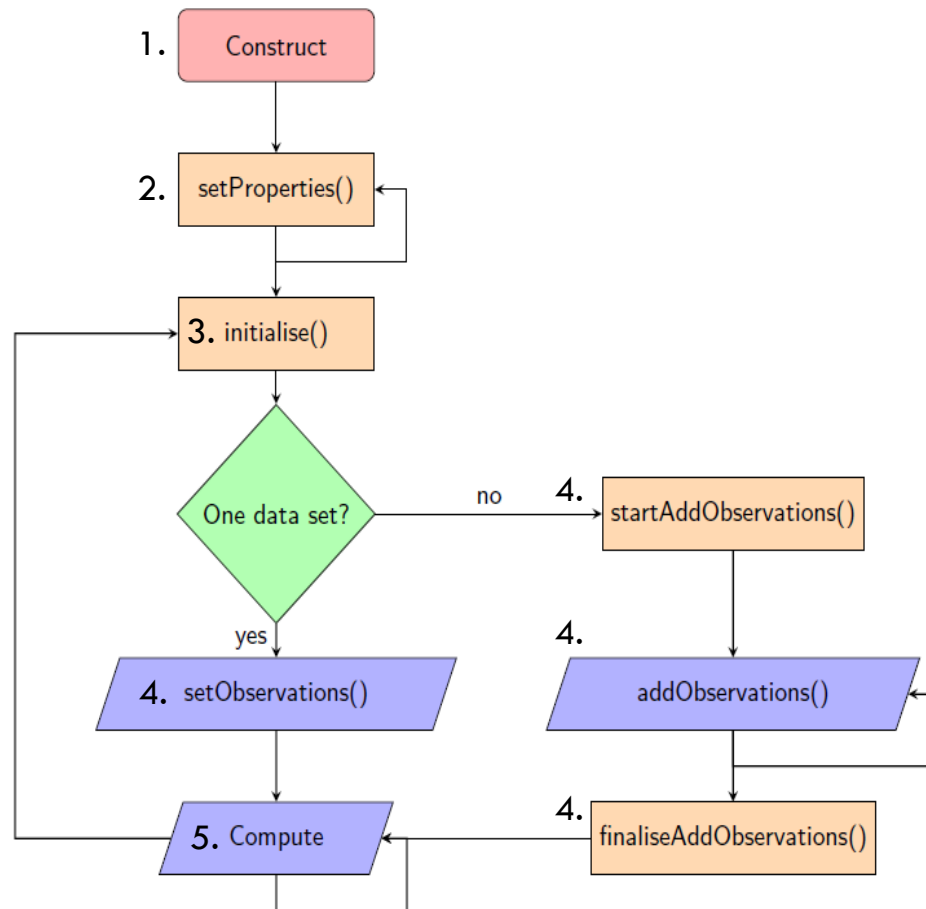 1. Construct
2. setProperties()
3. initialise()
One data set?
no
4. startAddObservations()
yes
4. setObservations()
4. addObservations()
5. Compute
4. finaliseAddObservations()